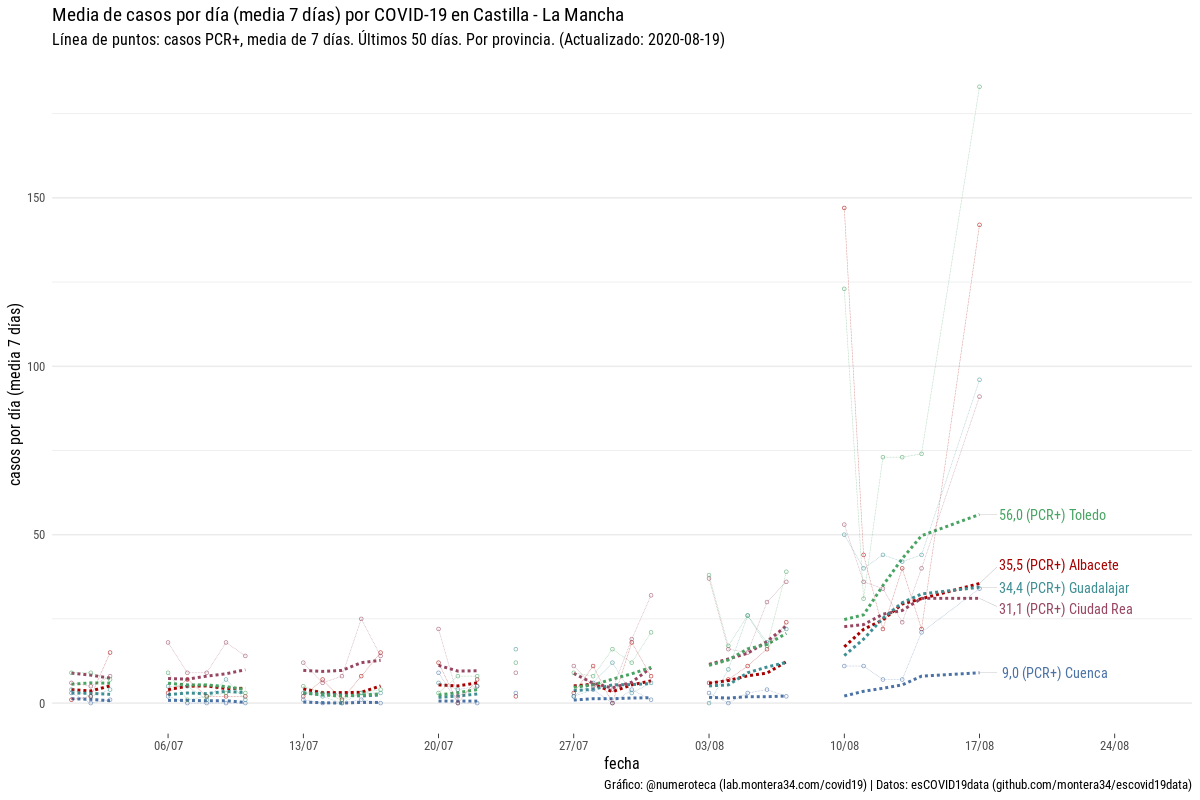 Media de casos por día (media 7 días) por COVID-19 en Castilla - La Mancha
Línea de puntos: casos PCR+, media de 7 días. Últimos 50 días. Por provincia. (Actualizado: 2020-08-19)
casos por día (media 7 días)
150
100
50
0
56,0 (PCR+) Toledo
35,5 (PCR+) Albacete
34,4 (PCR+) Guadalajar
31,1 (PCR+) Ciudad Rea
9,0 (PCR+) Cuenca
06/07 13/07 20/07 27/07 03/08 10/08 17/08 24/08
fecha
Gráfico: @numeroteca (lab.montera34.com/covid19) | Datos: esCOVID19data (github.com/montera34/escovid19data)